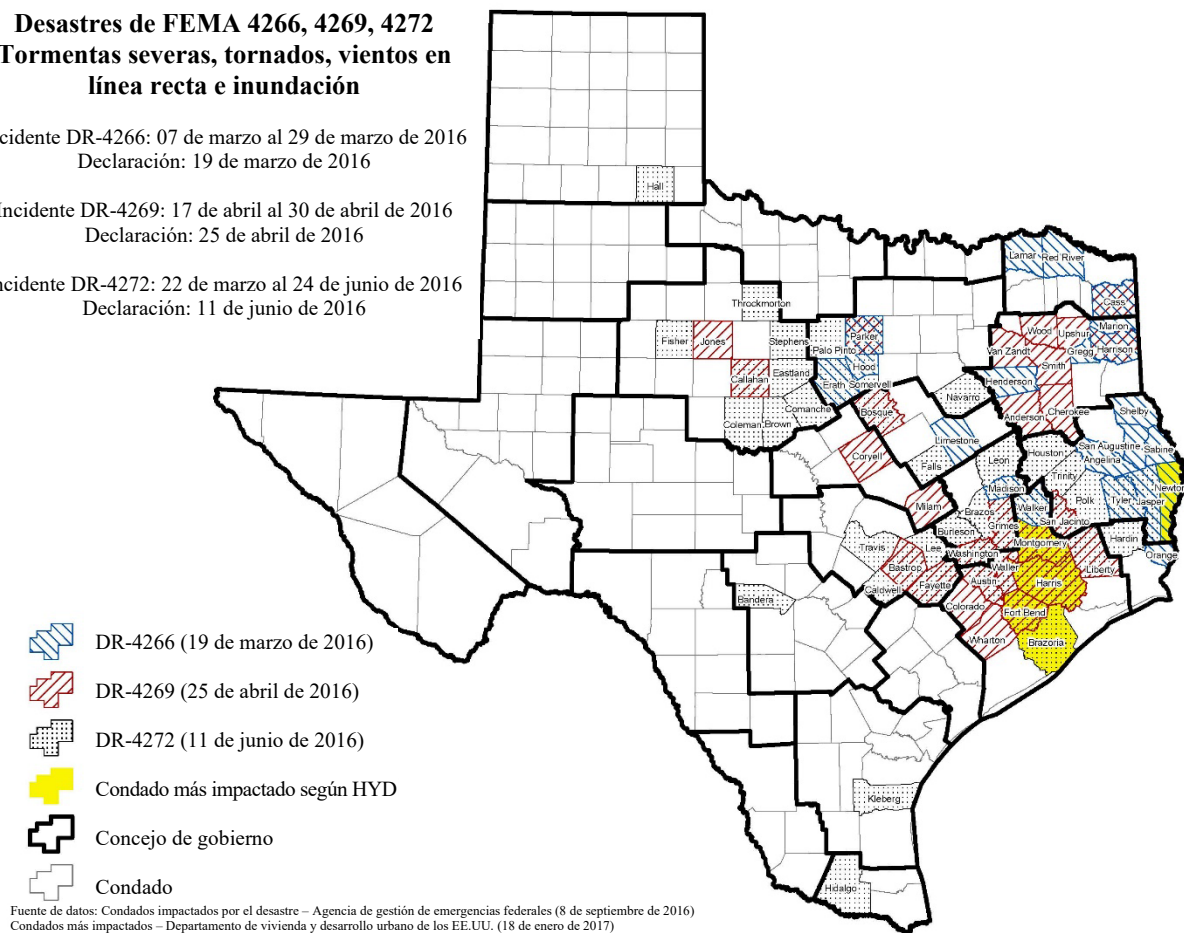 Desastres de FEMA 4266, 4269, 4272
Tormentas severas, tornados, vientos en
línea recta e inundación
cidente DR-4266: 07 de marzo al 29 de marzo de 2016
Declaración: 19 de marzo de 2016
Incidente DR-4269: 17 de abril al 30 de abril de 2016
Declaración: 25 de abril de 2016
ncidente DR-4272: 22 de marzo al 24 de junio de 2016
Declaración: 11 de junio de 2016
Hall
Lamar
Red River
Cass
Throckmorton
Fisher
Jones
Stephens
Palo Pinto
Parker
Wood
Upshur
Marion
Van Zandt
Gregg
Harrison
Callahan
Eastland
Hood
Smith
Erath
Somervell
Henderson
Comanche
Navarro
Anderson
Cherokee
Coleman
Brown
Bosque
Shelby
Limestone
San Augustine
Sabine
Coryell
Falls
Leon
Houston
Angelina
Trinity
Newton
Madison
Milam
Brazos
Walker
Polk
Tyler
Jasper
Grimes
San Jacinto
Burleson
Travis
Lee
Washington
Montgomery
Hardin
Orange
Bastrop
Waller
Liberty
Caldwell
Fayette
Austin
Harris
Bandera
Colorado
Fort Bend
Wharton
Brazoria
Kleberg
Hidalgo
DR-4266 (19 de marzo de 2016)
DR-4269 (25 de abril de 2016)
DR-4272 (11 de junio de 2016)
Condado más impactado según HYD
Concejo de gobierno
Condado
Fuente de datos: Condados impactados por el desastre – Agencia de gestión de emergencias federales (8 de septiembre de 2016)
Condados más impactados – Departamento de vivienda y desarrollo urbano de los EE.UU. (18 de enero de 2017)